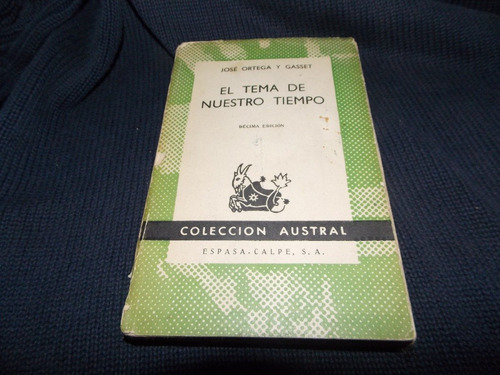 JOSÉ ORTEGA Y GASSET
EL TEMA DE
NUESTRO TIEMPO
DÉCIMA EDICIÓN
COLECCION AUSTRAL
ESPASA-CALPE, S. A.